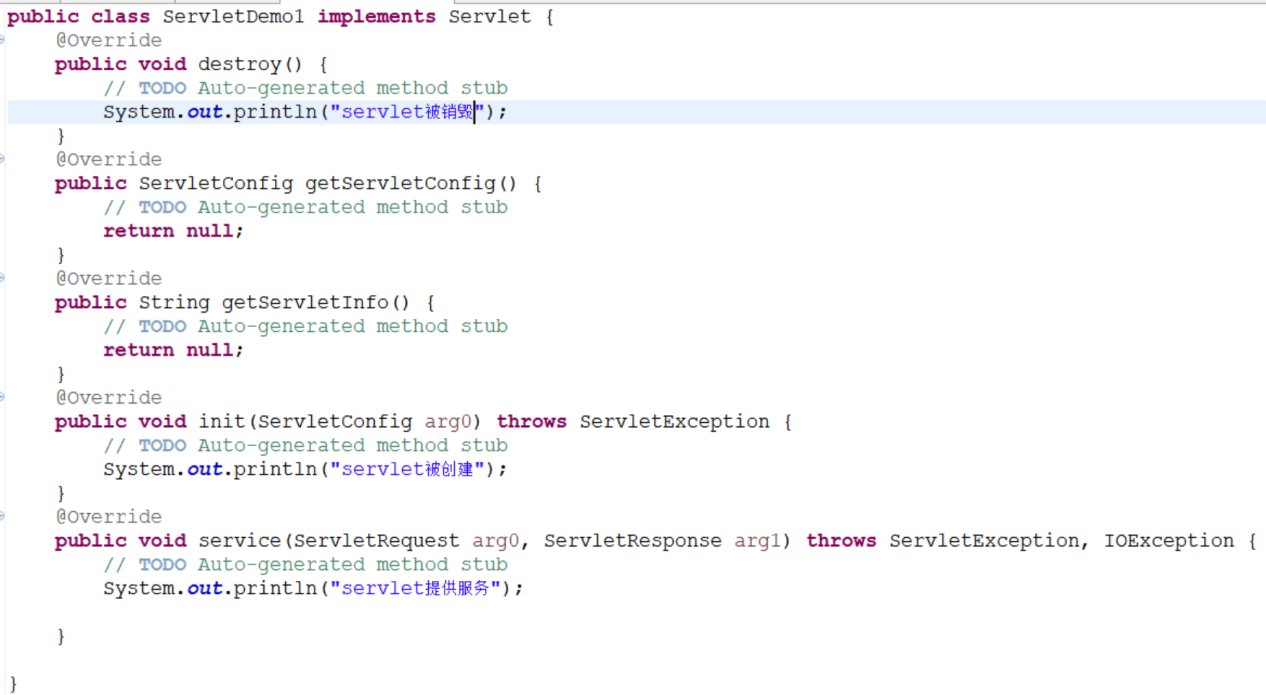 public class ServletDemo1 implements Servlet {
    @Override
    public void destroy() {
        // TODO Auto-generated method stub
        System.out.println("servlet被销毁");
    }
    @Override
    public ServletConfig getServletConfig() {
        // TODO Auto-generated method stub
        return null;
    }
    @Override
    public String getServletInfo() {
        // TODO Auto-generated method stub
        return null;
    }
    @Override
    public void init(ServletConfig arg0) throws ServletException {
        // TODO Auto-generated method stub
        System.out.println("servlet被创建");
    }
    @Override
    public void service(ServletRequest arg0, ServletResponse arg1) throws ServletException, IOException {
        // TODO Auto-generated method stub
        System.out.println("servlet提供服务");
    }
}